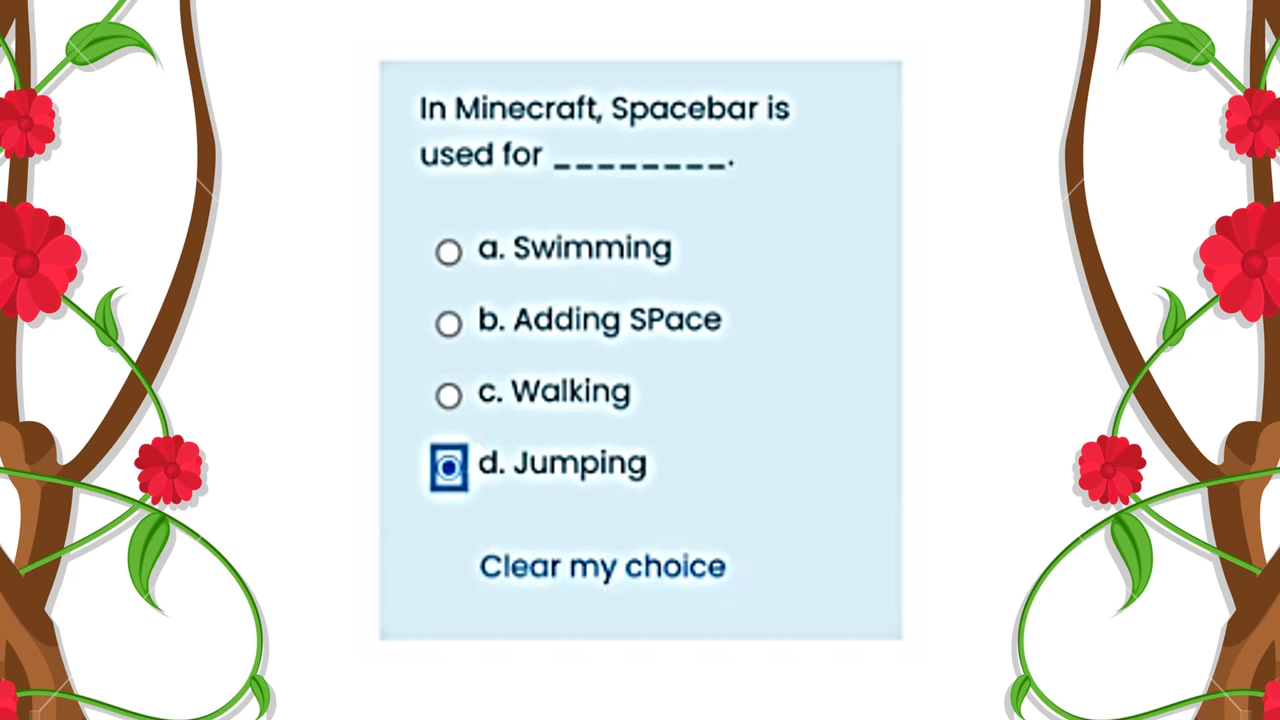 In Minecraft, Spacebar is
used for ________.
a. Swimming
b. Adding SPace
c. Walking
d. Jumping
Clear my choice